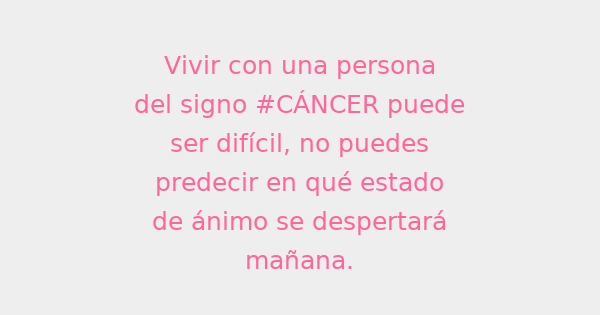 Vivir con una persona
del signo #CÁNCER puede
ser difícil, no puedes
predecir en qué estado
de ánimo se despertará
mañana.